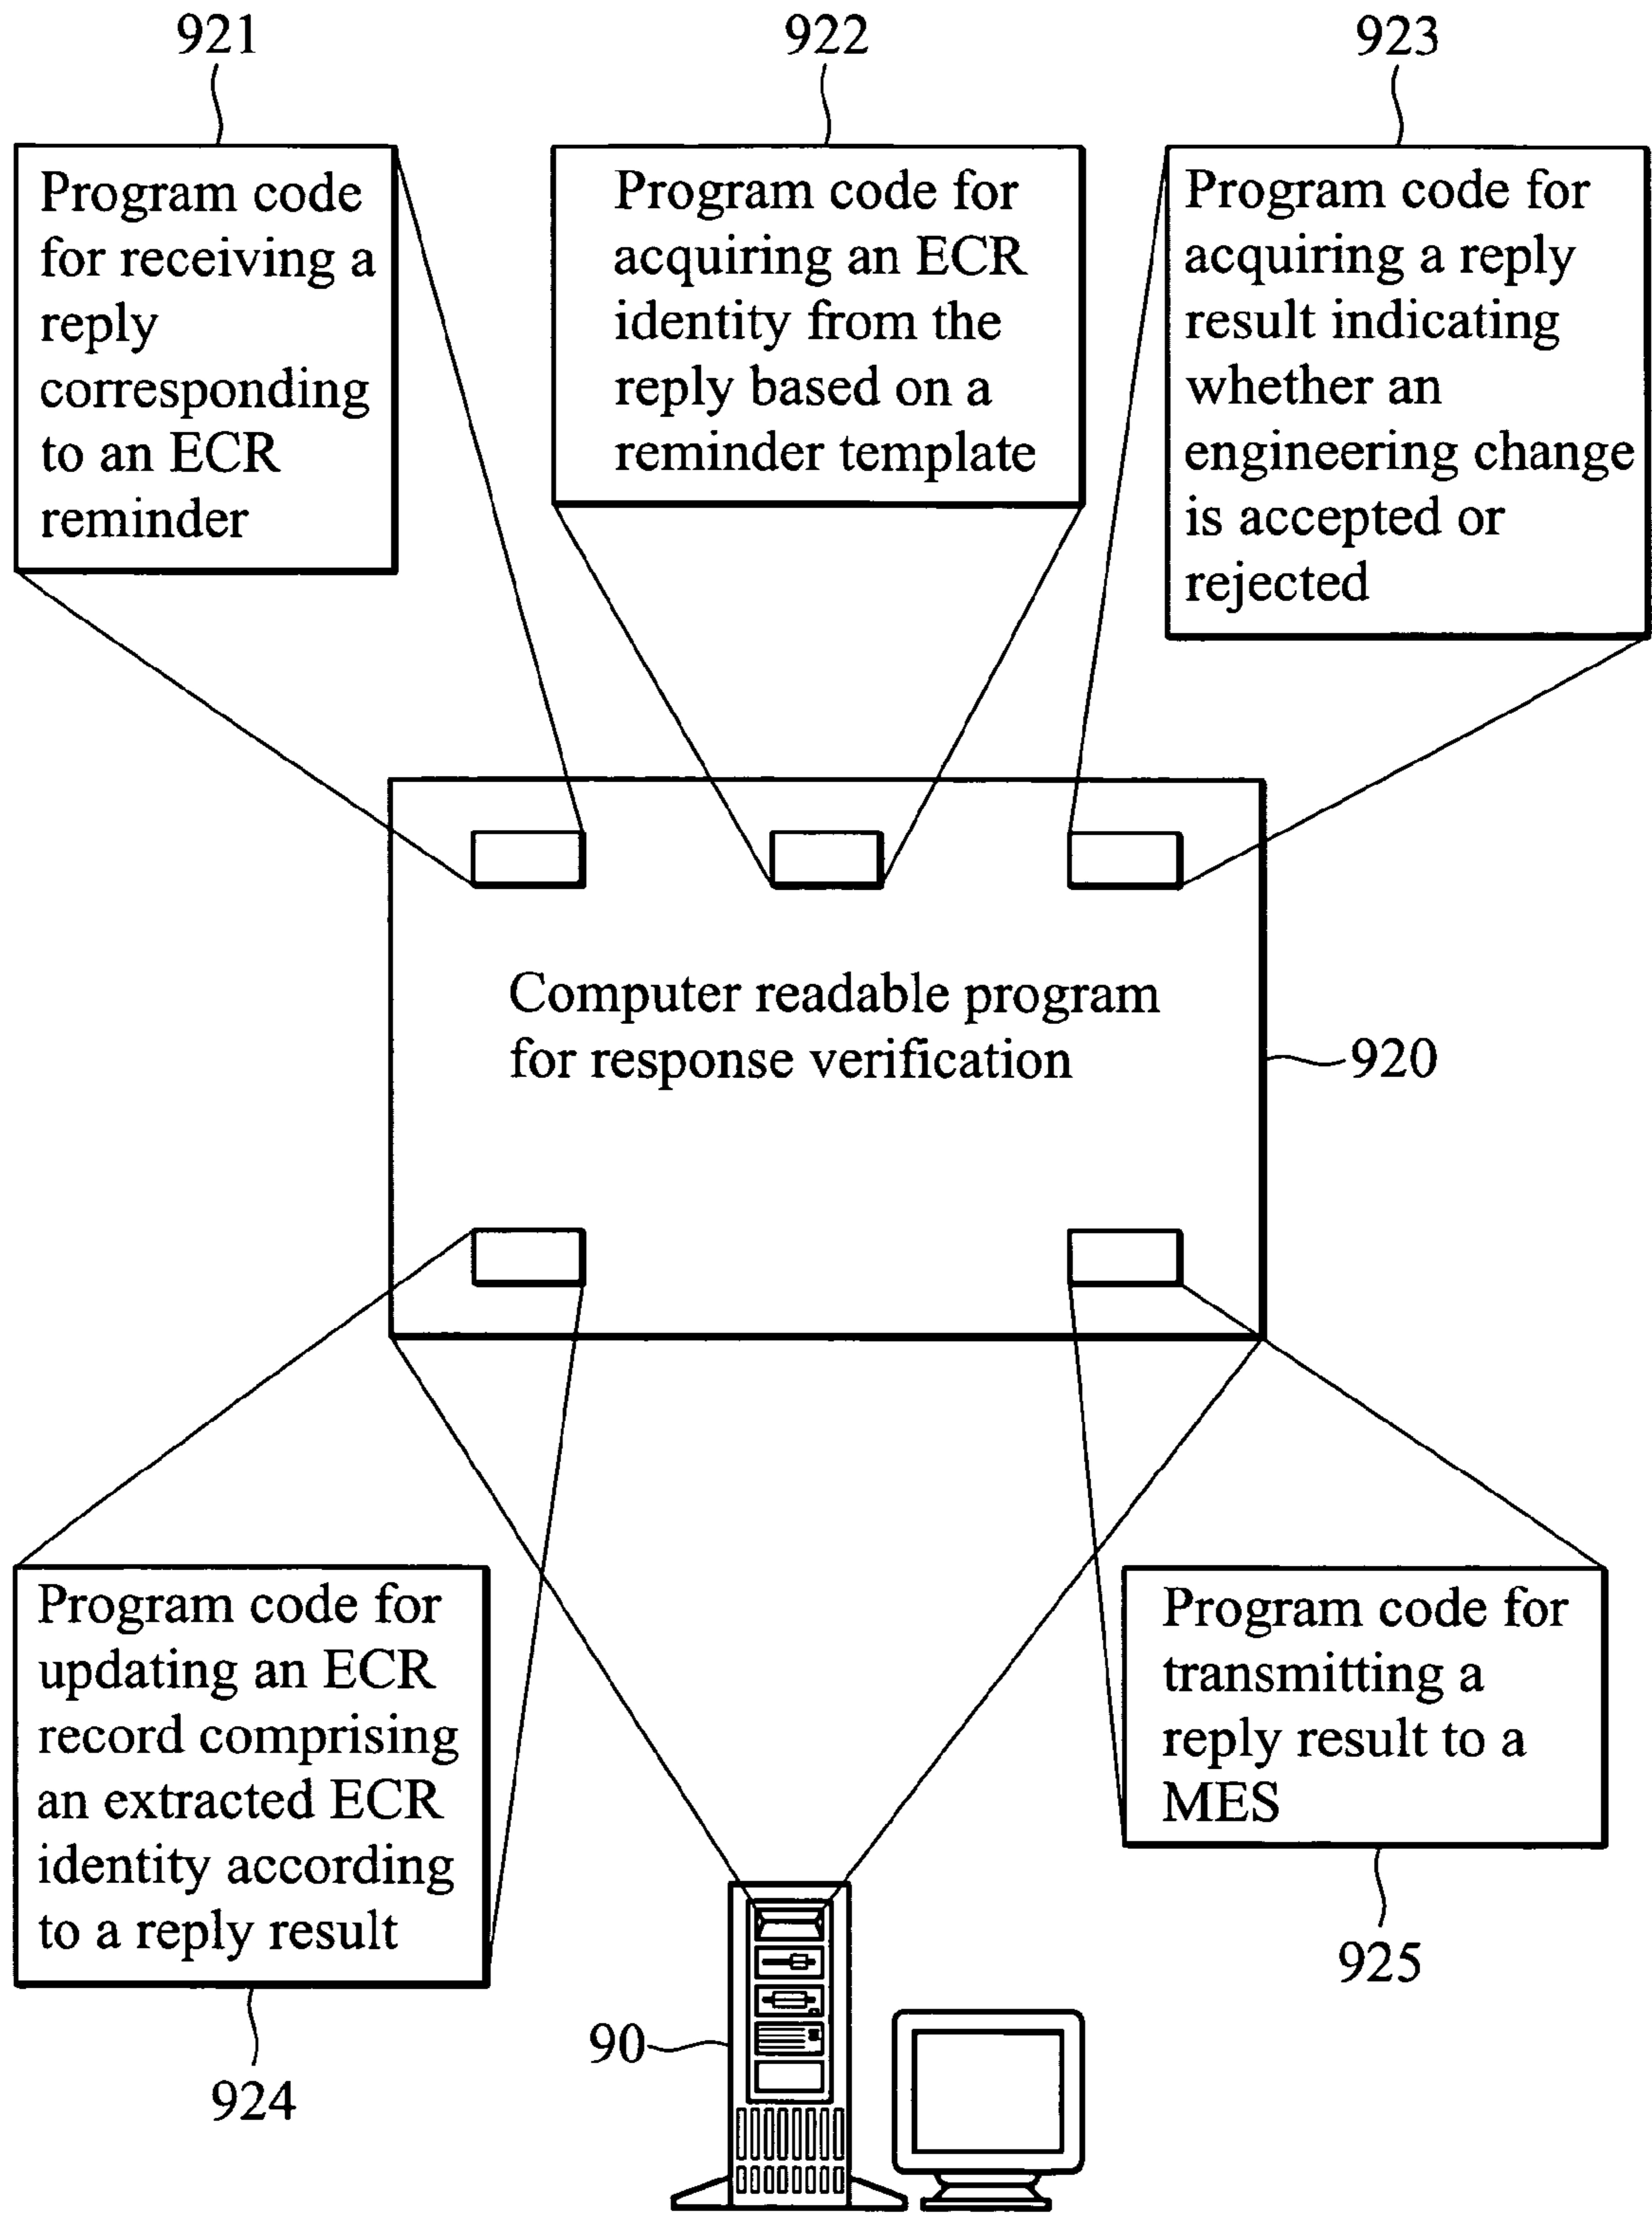 921
922
923
Program code
for receiving a
reply
corresponding
to an ECR
reminder
Program code for
acquiring an ECR
identity from the
reply based on a
reminder template
Program code for
acquiring a reply
result indicating
whether an
engineering change
is accepted or
rejected
Computer readable program
for response verification
920
Program code for
updating an ECR
record comprising
an extracted ECR
identity according
to a reply result
Program code for
transmitting a
reply result to a
MES
925
90
924